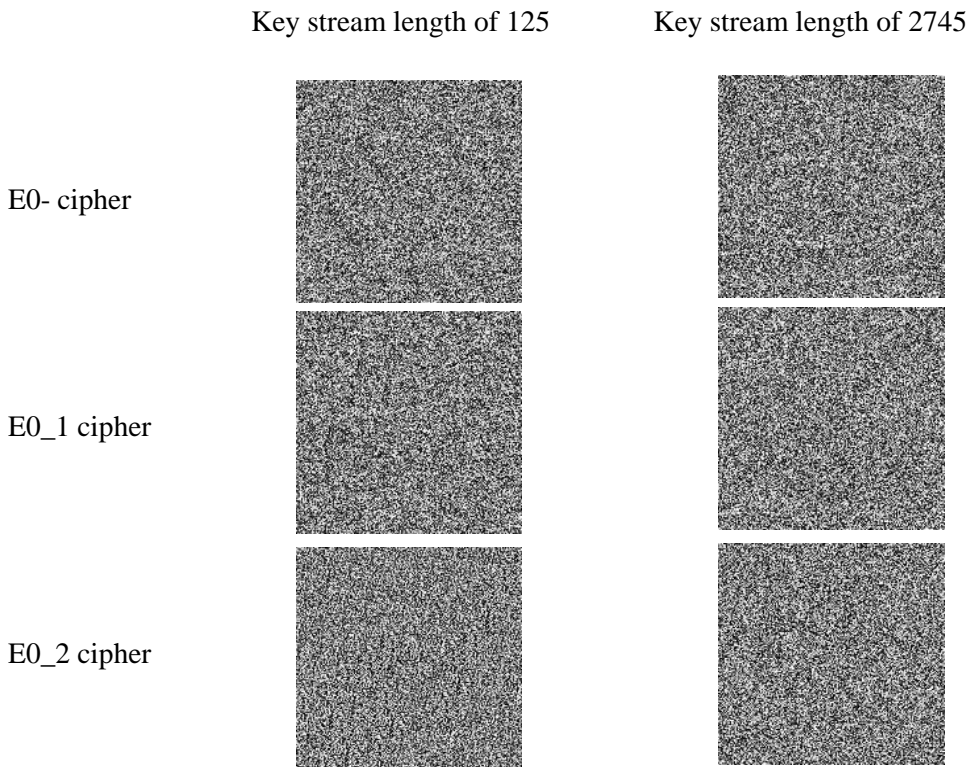 Key stream length of 125
Key stream length of 2745
E0- cipher
E0_1 cipher
E0_2 cipher